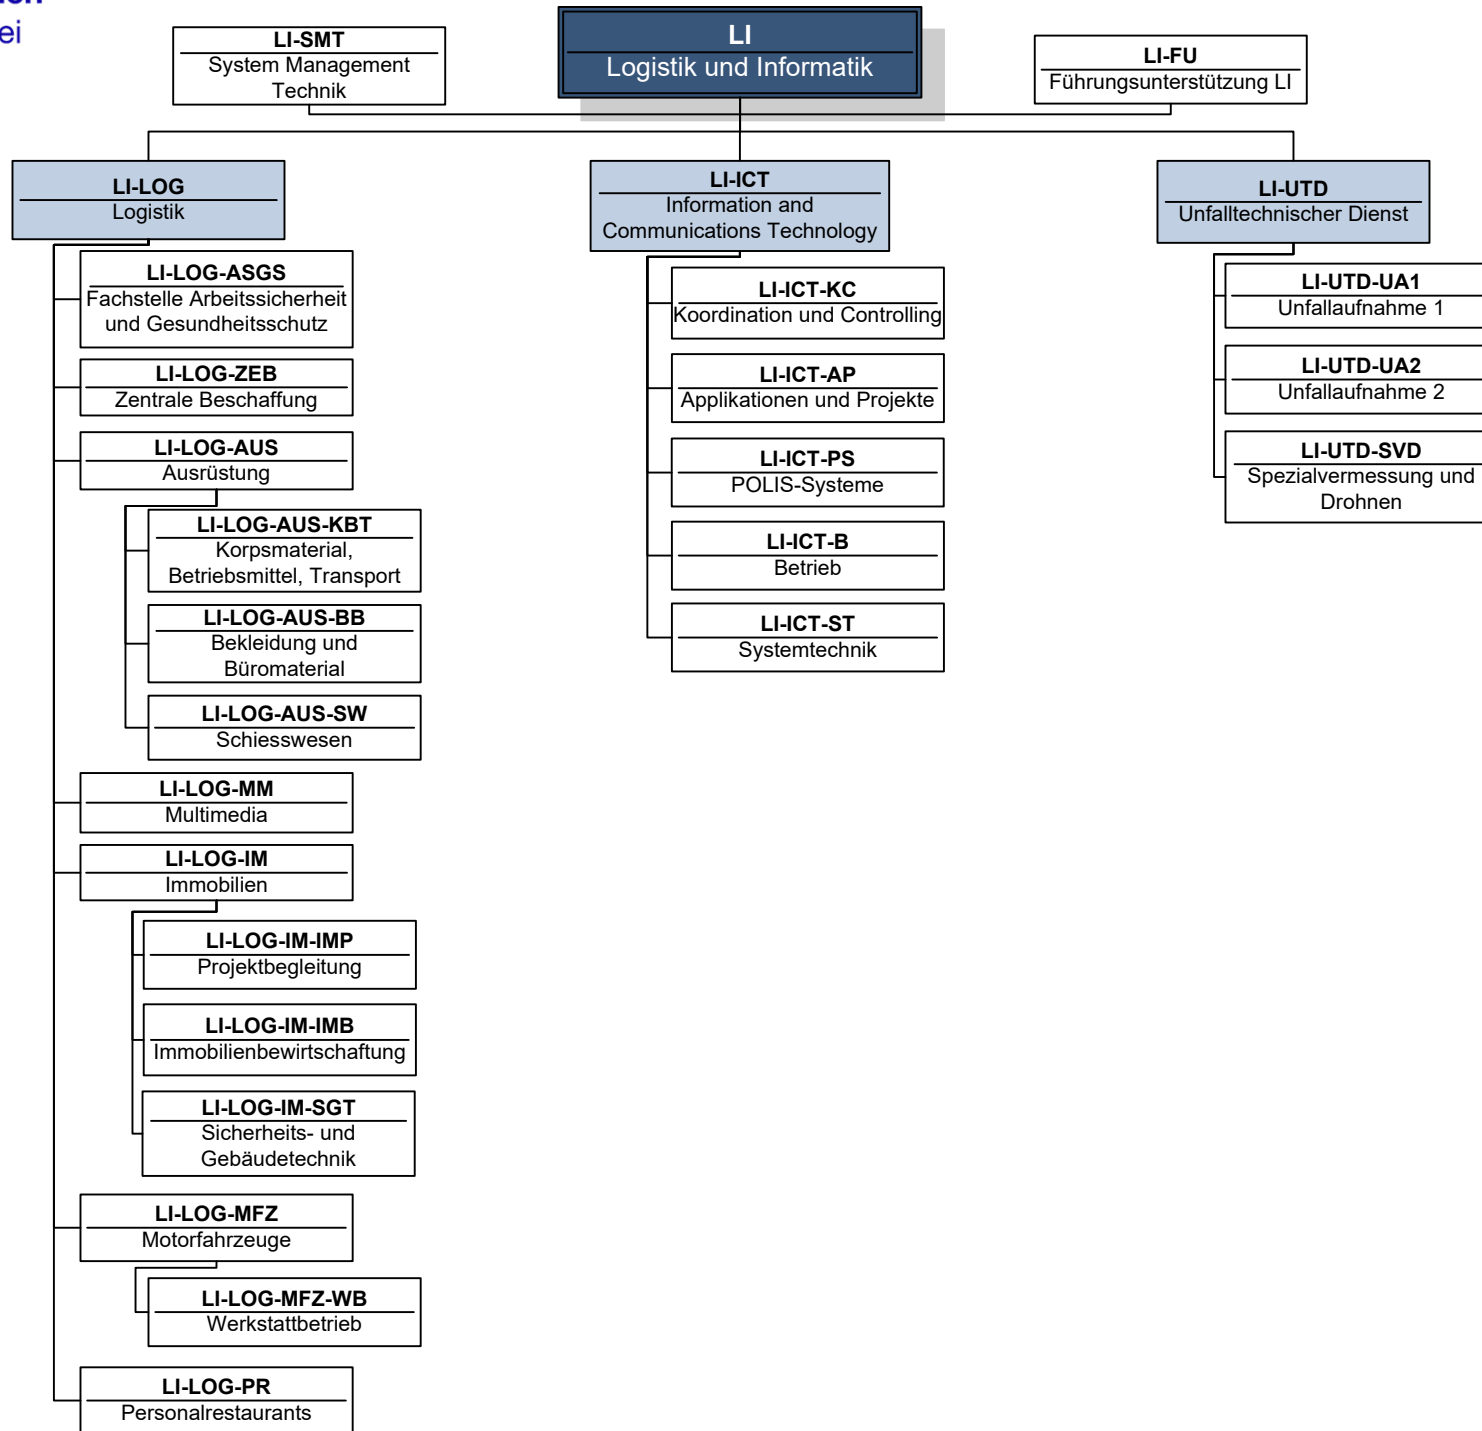 ei
LI-SMT
System Management
Technik
LI
Logistik und Informatik
LI-FU
Führungsunterstützung LI
LI-LOG
Logistik
LI-LOG-ASGS
Fachstelle Arbeitssicherheit
und Gesundheitsschutz
LI-LOG-ZEB
Zentrale Beschaffung
LI-LOG-AUS
Ausrüstung
LI-LOG-AUS-KBT
Korpsmaterial,
Betriebsmittel, Transport
LI-LOG-AUS-BB
Bekleidung und
Büromaterial
LI-LOG-AUS-SW
Schiesswesen
LI-LOG-MM
Multimedia
LI-LOG-IM
Immobilien
LI-LOG-IM-IMP
Projektbegleitung
LI-LOG-IM-IMB
Immobilienbewirtschaftung
LI-LOG-IM-SGT
Sicherheits- und
Gebäudetechnik
LI-LOG-MFZ
Motorfahrzeuge
LI-LOG-MFZ-WB
Werkstattbetrieb
LI-LOG-PR
Personalrestaurants
LI-ICT
Information and
Communications Technology
LI-ICT-KC
Koordination und Controlling
LI-ICT-AP
Applikationen und Projekte
LI-ICT-PS
POLIS-Systeme
LI-ICT-B
Betrieb
LI-ICT-ST
Systemtechnik
LI-UTD
Unfalltechnischer Dienst
LI-UTD-UA1
Unfallaufnahme 1
LI-UTD-UA2
Unfallaufnahme 2
LI-UTD-SVD
Spezialvermessung und
Drohnen